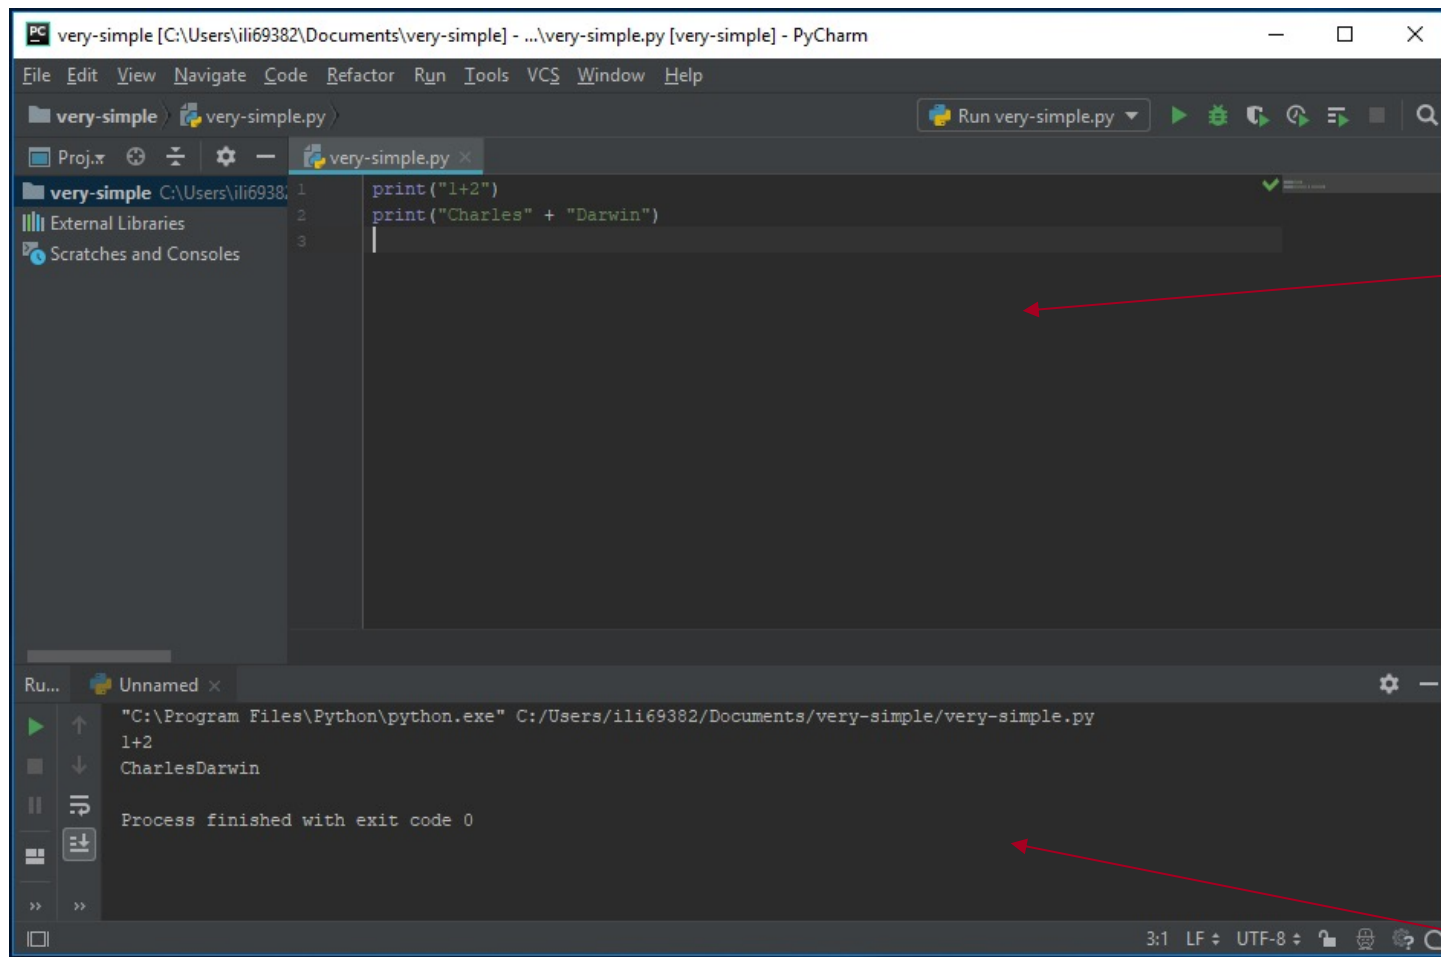 PC very-simple [C:\Users\ili69382\Documents\very-simple] - ...\very-simple.py [very-simple] - PyCharm
File Edit View Navigate Code Refactor Run Tools VCS Window Help
very-simple very-simple.py Run very-simple.py
Proj. very-simple.py
very-simple C:\Users\ili69382
External Libraries
Scratches and Consoles
1 print("1+2")
2 print("Charles" + "Darwin")
3
Ru... Unnamed
"C:\Program Files\Python\python.exe" C:/Users/ili69382/Documents/very-simple/very-simple.py
1+2
CharlesDarwin
Process finished with exit code 0
3:1 LF UTF-8